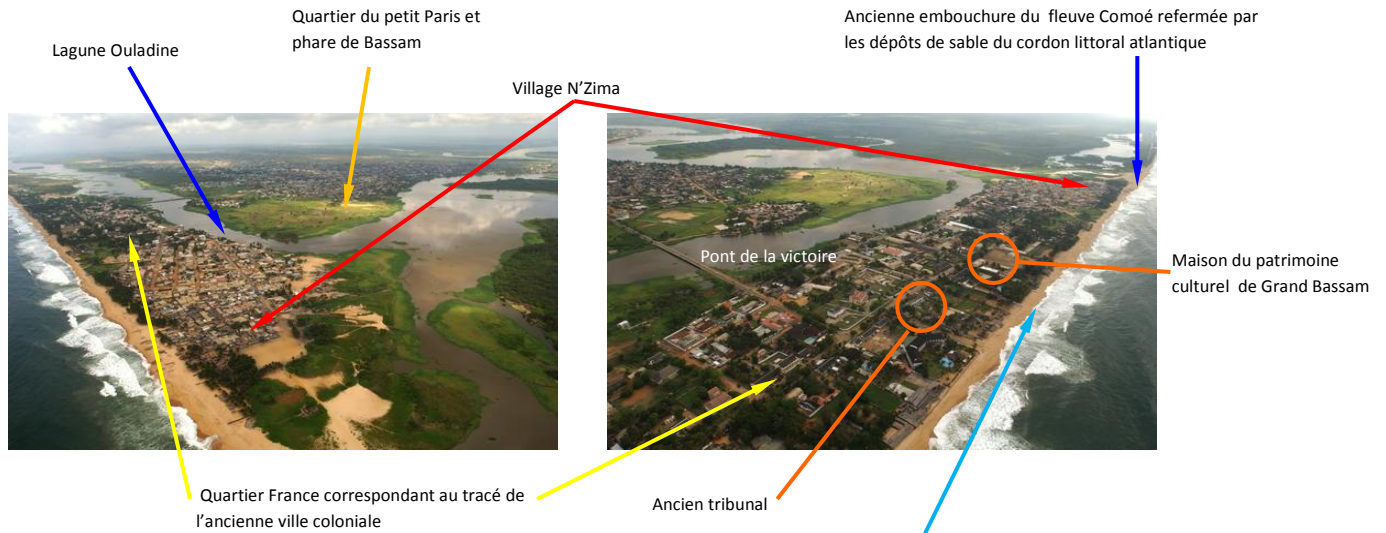 Quartier du petit Paris et
phare de Bassam
Ancienne embouchure du fleuve Comoé refermée par
les dépôts de sable du cordon littoral atlantique
Lagune Ouladine
Village N'Zima
Pont de la victoire
Maison du patrimoine
culturel de Grand Bassam
Quartier France correspondant au tracé de
l'ancienne ville coloniale
Ancien tribunal